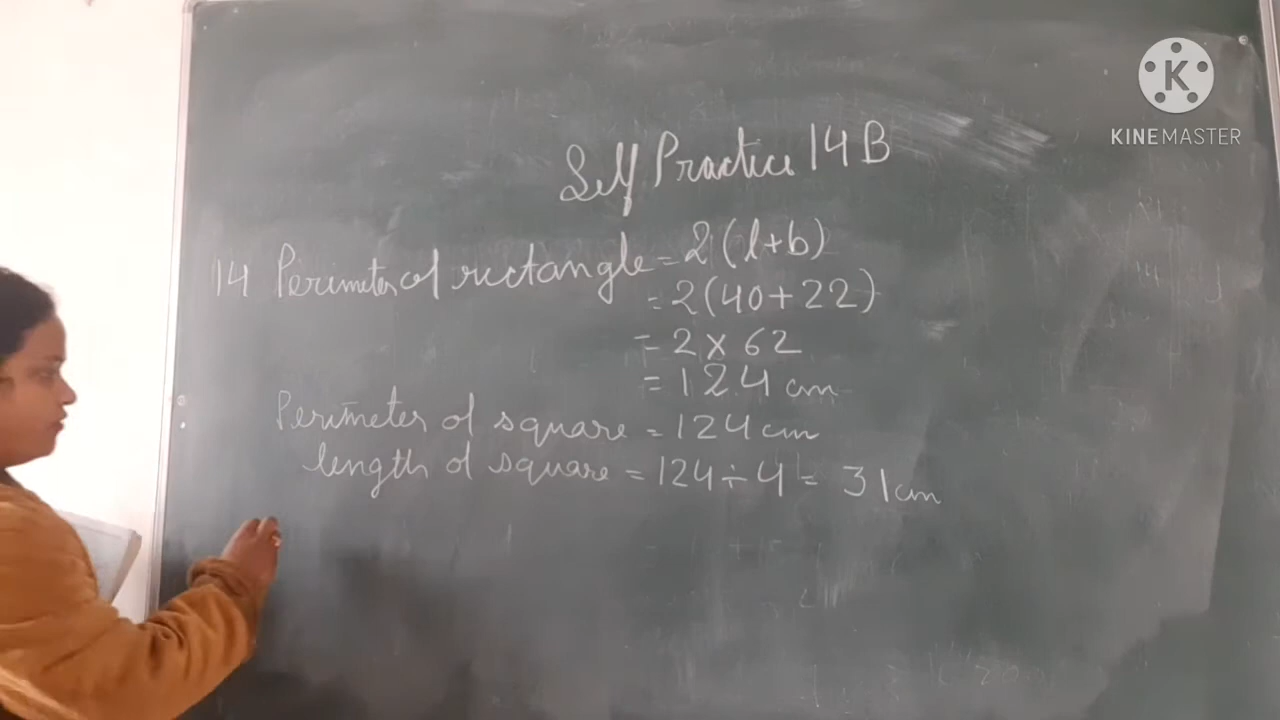 KINEMASTER
Self Practice 14B
14 Perimeter of rectangle = 2(l+b)
= 2(40+22)
= 2 × 62
= 124 cm
Perimeter of square = 124 cm
length of square = 124 ÷ 4 = 31 cm